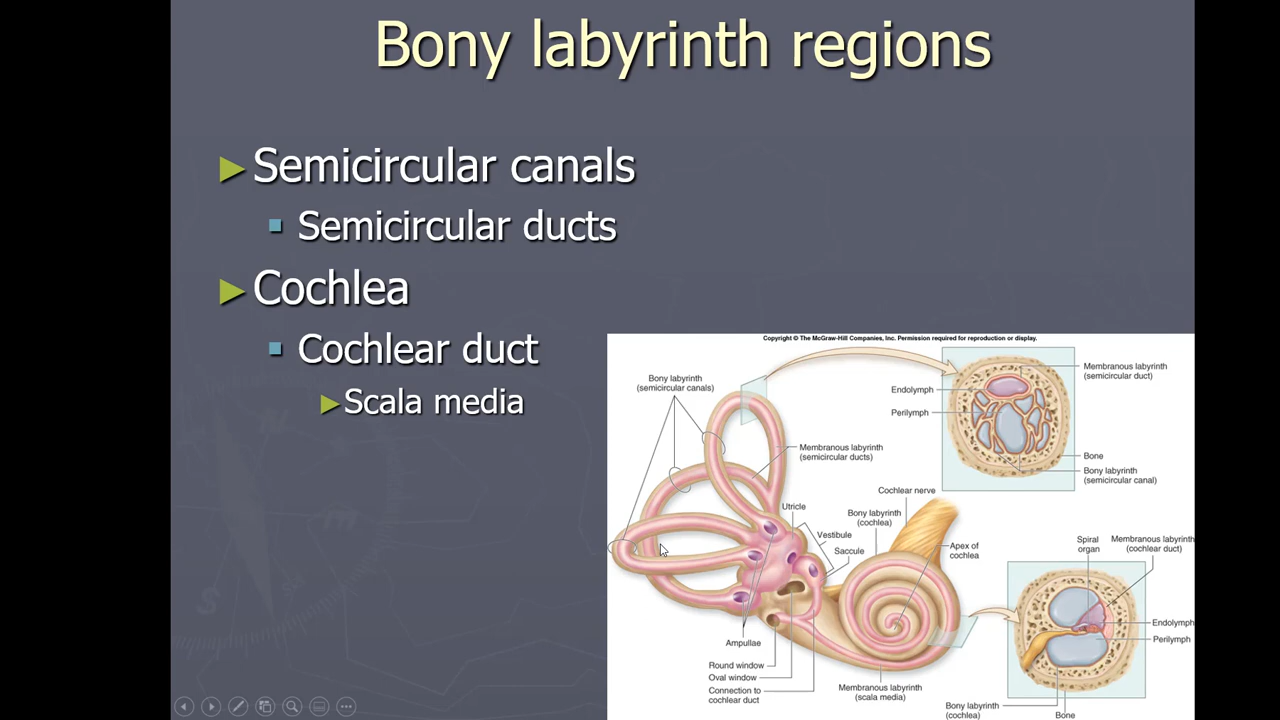 Bony labyrinth regions
►Semicircular canals
▪ Semicircular ducts
►Cochlea
▪ Cochlear duct
►Scala media
Copyright © The McGraw-Hill Companies, Inc. Permission required for reproduction or display.
Bony labyrinth
(semicircular canals)
Membranous labyrinth
(semicircular duct)
Endolymph
Perilymph
Bone
Bony labyrinth
(semicircular canal)
Membranous labyrinth
(semicircular ducts)
Utricle
Vestibule
Saccule
Cochlear nerve
Bony labyrinth
(cochlea)
Apex of
cochlea
Spiral
organ
Membranous labyrinth
(cochlear duct)
Endolymph
Perilymph
Ampullae
Round window
Oval window
Connection to
cochlear duct
Membranous labyrinth
(scala media)
Bony labyrinth
(cochlea)
Bone